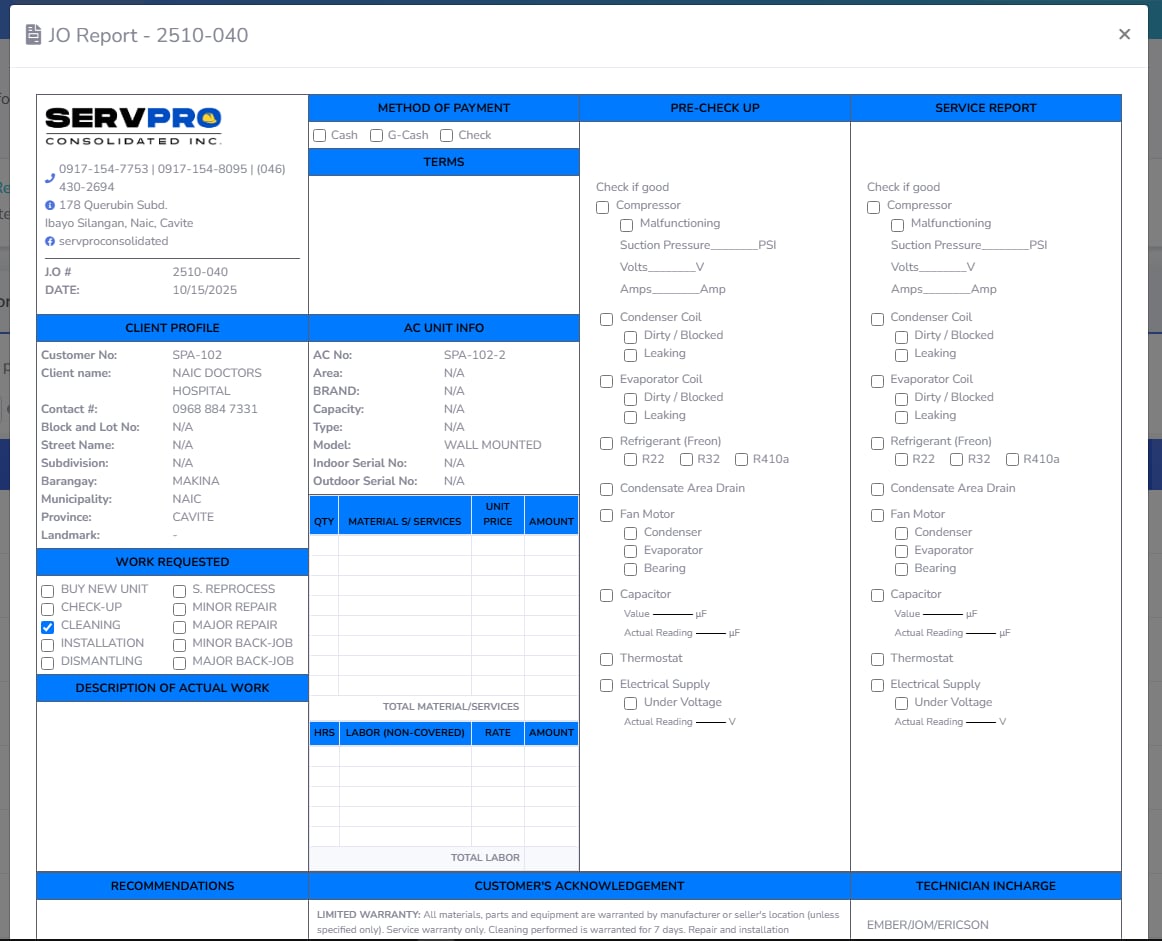 JO Report - 2510-040
SERVPRO
CONSOLIDATED INC.
0917-154-7753 | 0917-154-8095 | (046)
430-2694
178 Querubin Subd.
Ibayo Silangan, Naic, Cavite
servproconsolidated
J.O # 2510-040
DATE: 10/15/2025
METHOD OF PAYMENT
Cash G-Cash Check
TERMS
CLIENT PROFILE
Customer No: SPA-102
Client name: NAIC DOCTORS
HOSPITAL
Contact #: 0968 884 7331
Block and Lot No: N/A
Street Name: N/A
Subdivision: N/A
Barangay: MAKINA
Municipality: NAIC
Province: CAVITE
Landmark: -
WORK REQUESTED
BUY NEW UNIT S. REPROCESS
CHECK-UP MINOR REPAIR
CLEANING MAJOR REPAIR
INSTALLATION MINOR BACK-JOB
DISMANTLING MAJOR BACK-JOB
DESCRIPTION OF ACTUAL WORK
AC UNIT INFO
AC No: SPA-102-2
Area: N/A
BRAND: N/A
Capacity: N/A
Type: N/A
Model: WALL MOUNTED
Indoor Serial No: N/A
Outdoor Serial No: N/A
QTY MATERIAL S/ SERVICES UNIT PRICE AMOUNT
TOTAL MATERIAL/SERVICES
HRS LABOR (NON-COVERED) RATE AMOUNT
TOTAL LABOR
PRE-CHECK UP
Check if good
Compressor
Malfunctioning
Suction Pressure________PSI
Volts________V
Amps________Amp
Condenser Coil
Dirty / Blocked
Leaking
Evaporator Coil
Dirty / Blocked
Leaking
Refrigerant (Freon)
R22 R32 R410a
Condensate Area Drain
Fan Motor
Condenser
Evaporator
Bearing
Capacitor
Value ______ µF
Actual Reading ______ µF
Thermostat
Electrical Supply
Under Voltage
Actual Reading ______ V
SERVICE REPORT
Check if good
Compressor
Malfunctioning
Suction Pressure________PSI
Volts________V
Amps________Amp
Condenser Coil
Dirty / Blocked
Leaking
Evaporator Coil
Dirty / Blocked
Leaking
Refrigerant (Freon)
R22 R32 R410a
Condensate Area Drain
Fan Motor
Condenser
Evaporator
Bearing
Capacitor
Value ______ µF
Actual Reading ______ µF
Thermostat
Electrical Supply
Under Voltage
Actual Reading ______ V
RECOMMENDATIONS
CUSTOMER'S ACKNOWLEDGEMENT
LIMITED WARRANTY: All materials, parts and equipment are warranted by manufacturer or seller's location (unless
specified only). Service warranty only. Cleaning performed is warranted for 7 days. Repair and installation
TECHNICIAN INCHARGE
EMBER/JOM/ERICSON